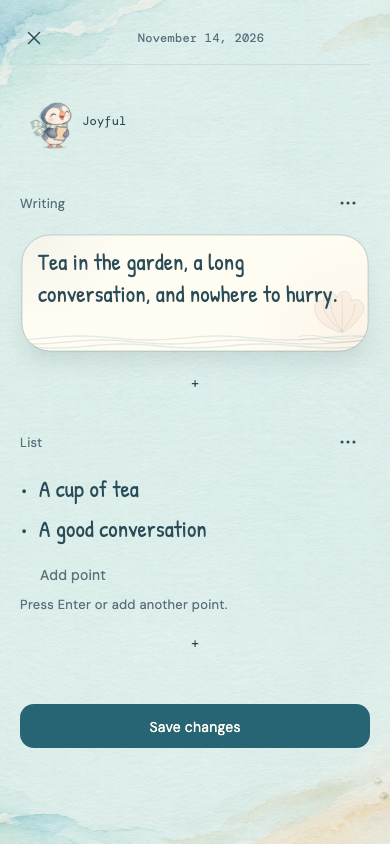 November 14, 2026
Joyful
Writing
Tea in the garden, a long
conversation, and nowhere to hurry.
+
List
• A cup of tea
• A good conversation
Add point
Press Enter or add another point.
+
Save changes